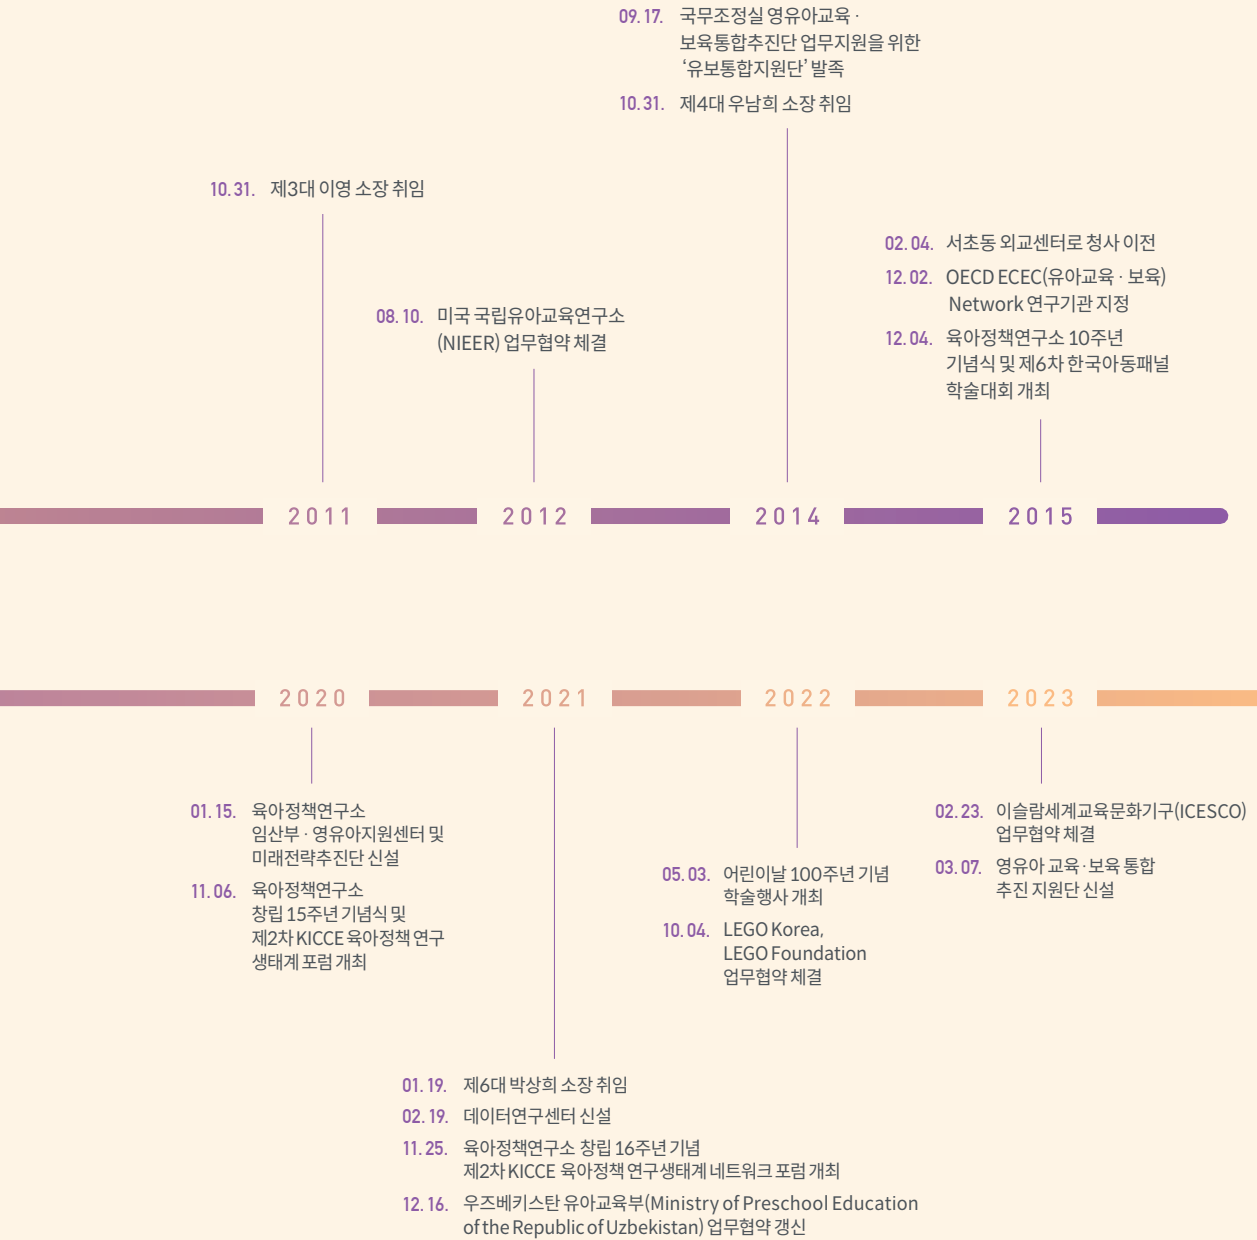 09. 17. 국무조정실 영유아교육 ·
보육통합추진단 업무지원을 위한
‘유보통합지원단’ 발족
10. 31. 제4대 우남희 소장 취임
10. 31. 제3대 이영 소장 취임
08. 10. 미국 국립유아교육연구소
(NIEER) 업무협약 체결
02. 04. 서초동 외교센터로 청사 이전
12. 02. OECD ECEC(유아교육 · 보육)
Network 연구기관 지정
12. 04. 육아정책연구소 10주년
기념식 및 제6차 한국아동패널
학술대회 개최
2011 2012 2014 2015
2020 2021 2022 2023
01. 15. 육아정책연구소
임산부 · 영유아지원센터 및
미래전략추진단 신설
11. 06. 육아정책연구소
창립 15주년 기념식 및
제2차 KICCE 육아정책 연구
생태계 포럼 개최
01. 19. 제6대 박상희 소장 취임
02. 19. 데이터연구센터 신설
11. 25. 육아정책연구소 창립 16주년 기념
제2차 KICCE 육아정책 연구생태계 네트워크 포럼 개최
12. 16. 우즈베키스탄 유아교육부(Ministry of Preschool Education
of the Republic of Uzbekistan) 업무협약 갱신
05. 03. 어린이날 100주년 기념
학술행사 개최
10. 04. LEGO Korea,
LEGO Foundation
업무협약 체결
02. 23. 이슬람세계교육문화기구(ICESCO)
업무협약 체결
03. 07. 영유아 교육 · 보육 통합
추진 지원단 신설